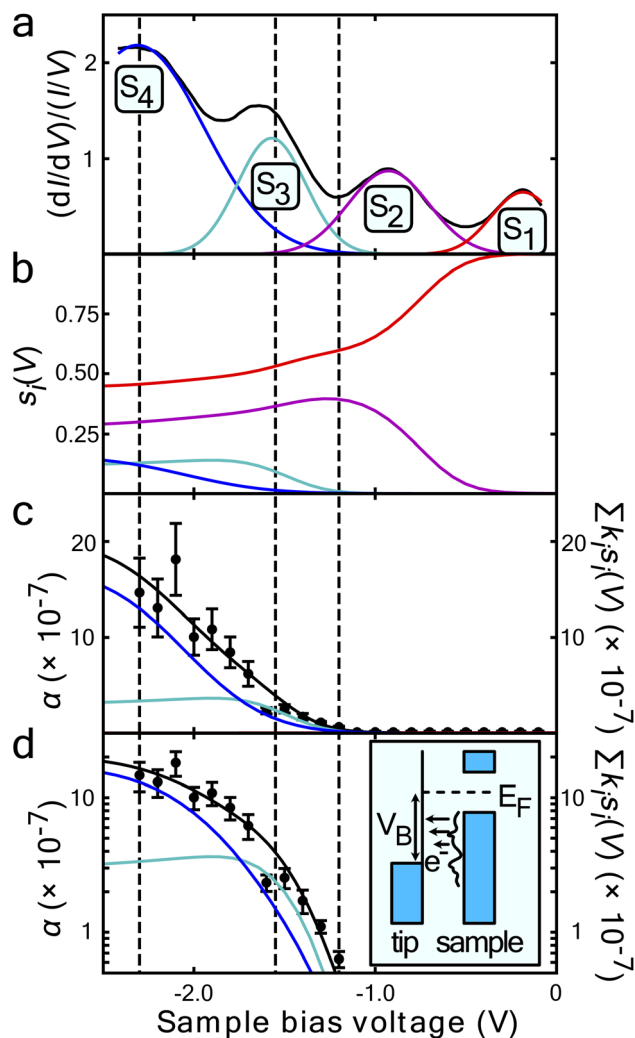 a
(dI/dV)/(I/V)
2
1
S4
S3
S2
S1
b
si(V)
0.75
0.50
0.25
c
α (× 10-7)
20
10
20
10
∑kisi(V) (× 10-7)
d
α (× 10-7)
10
1
10
1
∑kisi(V) (× 10-7)
EF
VB
e-
tip sample
-2.0 -1.0 0
Sample bias voltage (V)